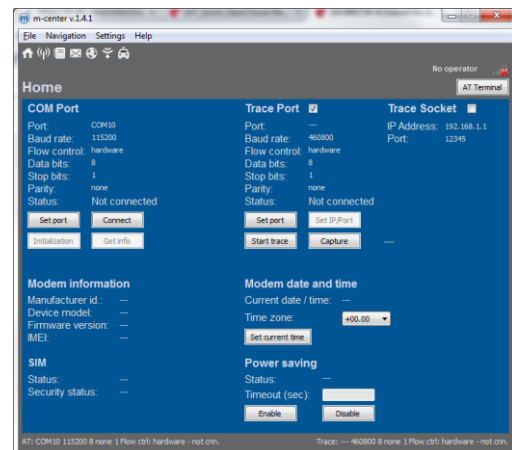 m-center v.1.4.1
File Navigation Settings Help
No operator
Home
AT Terminal
COM Port
Port: COM10
Baud rate: 115200
Flow control: hardware
Data bits: 8
Stop bits: 1
Parity: none
Status: Not connected
Set port Connect
Initialization Get info
Trace Port
Port: ---
Baud rate: 460800
Flow control: hardware
Data bits: 8
Stop bits: 1
Parity: none
Status: Not connected
Set port Set IP/Port
Start trace Capture ---
Trace Socket
IP Address: 192.168.1.1
Port: 12345
Modem information
Manufacturer id.: ---
Device model: ---
Firmware version: ---
IMEI: ---
Modem date and time
Current date / time: ---
Time zone: +00.00
Set current time
SIM
Status: ---
Security status: ---
Power saving
Status: ---
Timeout (sec):
Enable Disable
AT: COM10 115200 8 none 1 Flow ctrl: hardware - not cnn.
Trace: --- 460800 8 none 1 Flow ctrl: hardware - not cnn.